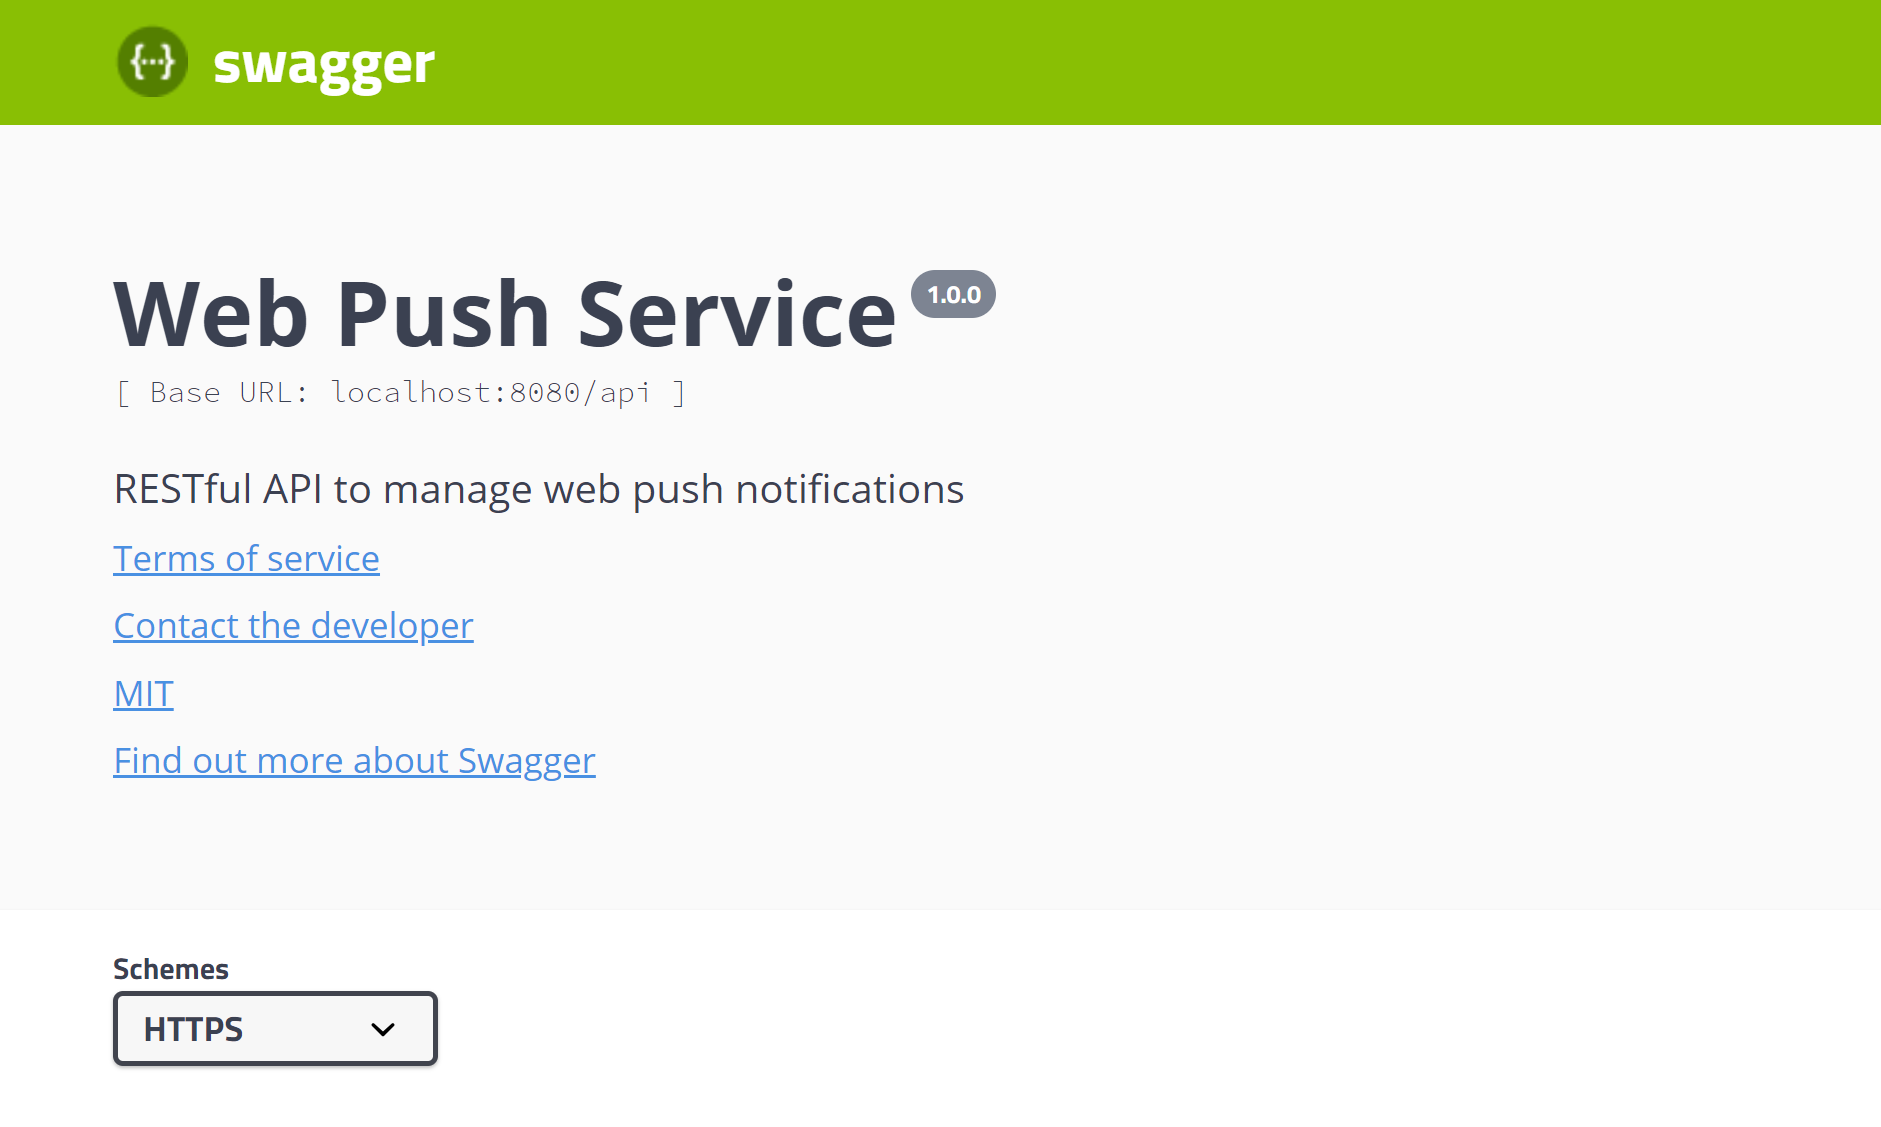 {···} swagger
Web Push Service 1.0.0
[ Base URL: localhost:8080/api ]
RESTful API to manage web push notifications
Terms of service
Contact the developer
MIT
Find out more about Swagger
Schemes
HTTPS